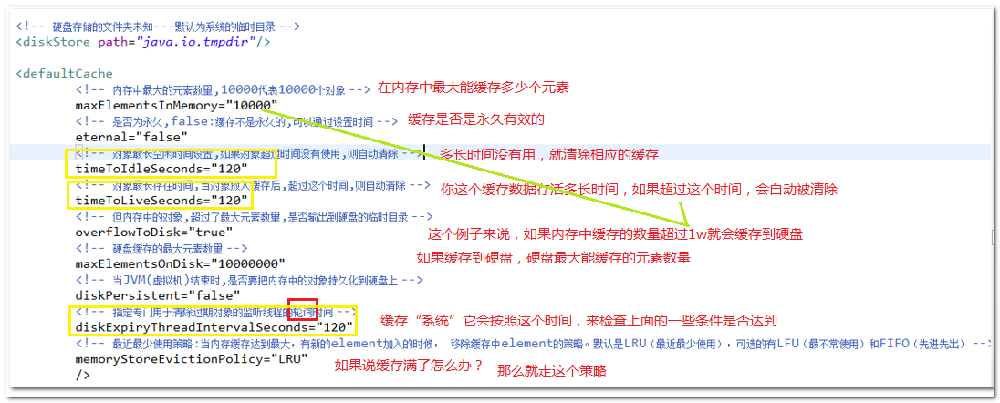 <!-- 硬盘存储的文件夹未知---默认为系统的临时目录 -->
<diskStore path="java.io.tmpdir"/>
<defaultCache
<!-- 内存中最大的元素数量,10000代表10000个对象 --> 在内存中最大能缓存多少个元素
maxElementsInMemory="10000"
<!-- 是否为永久,false:缓存不是永久的,可以通过设置时间 --> 缓存是否是永久有效的
eternal="false"
<!-- 对象最长空闲时间设置,如果对象超过时间没有使用,则自动清除 --> 多长时间没有用，就清除相应的缓存
timeToIdleSeconds="120"
<!-- 对象最长存在时间,当对象放入缓存后,超过这个时间,则自动清除 --> 你这个缓存数据存活多长时间，如果超过这个时间，会自动被清除
timeToLiveSeconds="120"
<!-- 但内存中的对象,超过了最大元素数量,是否输出到硬盘的临时目录 -->
overflowToDisk="true" 这个例子来说，如果内存中缓存的数量超过1w就会缓存到硬盘
<!-- 硬盘缓存的最大元素数量 --> 如果缓存到硬盘，硬盘最大能缓存的元素数量
maxElementsOnDisk="10000000"
<!-- 当JVM(虚拟机)结束时,是否要把内存中的对象持久化到硬盘上 -->
diskPersistent="false"
<!-- 指定专门用于清除过期对象的监听线程的轮询时间 -->
diskExpiryThreadIntervalSeconds="120" 缓存“系统”它会按照这个时间，来检查上面的一些条件是否达到
<!-- 最近最少使用策略:当内存缓存达到最大，有新的element加入的时候， 移除缓存中element的策略。默认是LRU（最近最少使用），可选的有LFU（最不常使用）和FIFO（先进先出） -->
memoryStoreEvictionPolicy="LRU" 如果说缓存满了怎么办？ 那么就走这个策略
/>